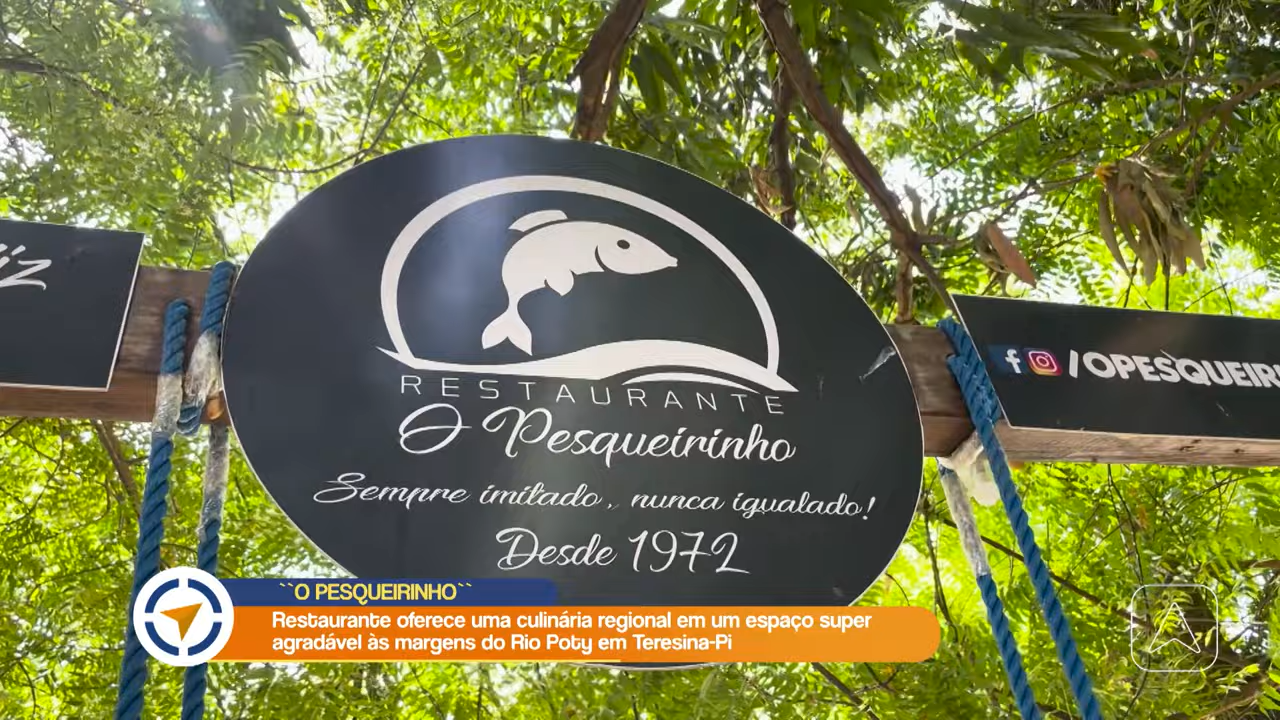 RESTAURANTE
O Pesqueirinho
Sempre imitado, nunca igualado!
Desde 1972
``O PESQUEIRINHO``
Restaurante oferece uma culinária regional em um espaço super
agradável às margens do Rio Poty em Teresina-Pi